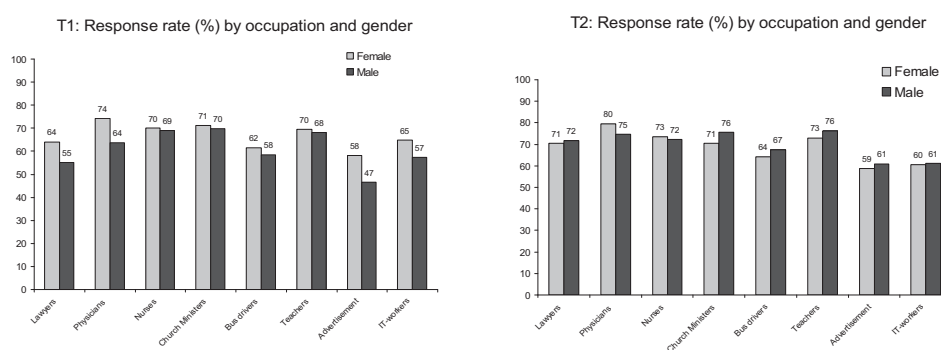 T1: Response rate (%) by occupation and gender
Female
Male
100
90
80
70
60
50
40
30
20
10
0
64
55
74
64
70
69
71
70
62
58
70
68
58
47
65
57
Lawyers
Physicians
Nurses
Church Ministers
Bus drivers
Teachers
Advertisement
IT-workers
T2: Response rate (%) by occupation and gender
Female
Male
100
90
80
70
60
50
40
30
20
10
0
71
72
80
75
73
72
71
76
64
67
73
76
59
61
60
61
Lawyers
Physicians
Nurses
Church Ministers
Bus drivers
Teachers
Advertisement
IT-workers